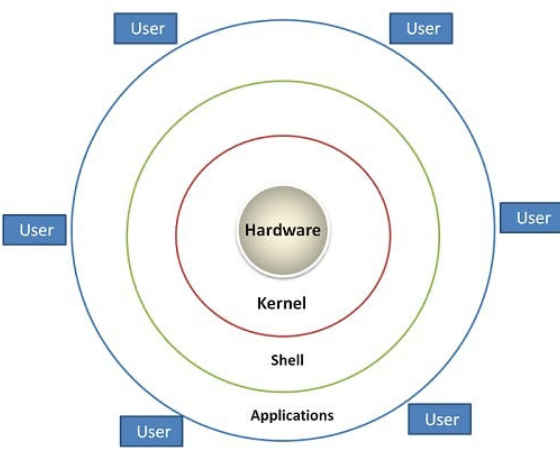 User
User
Hardware
User
User
Kernel
Shell
Applications
User
User